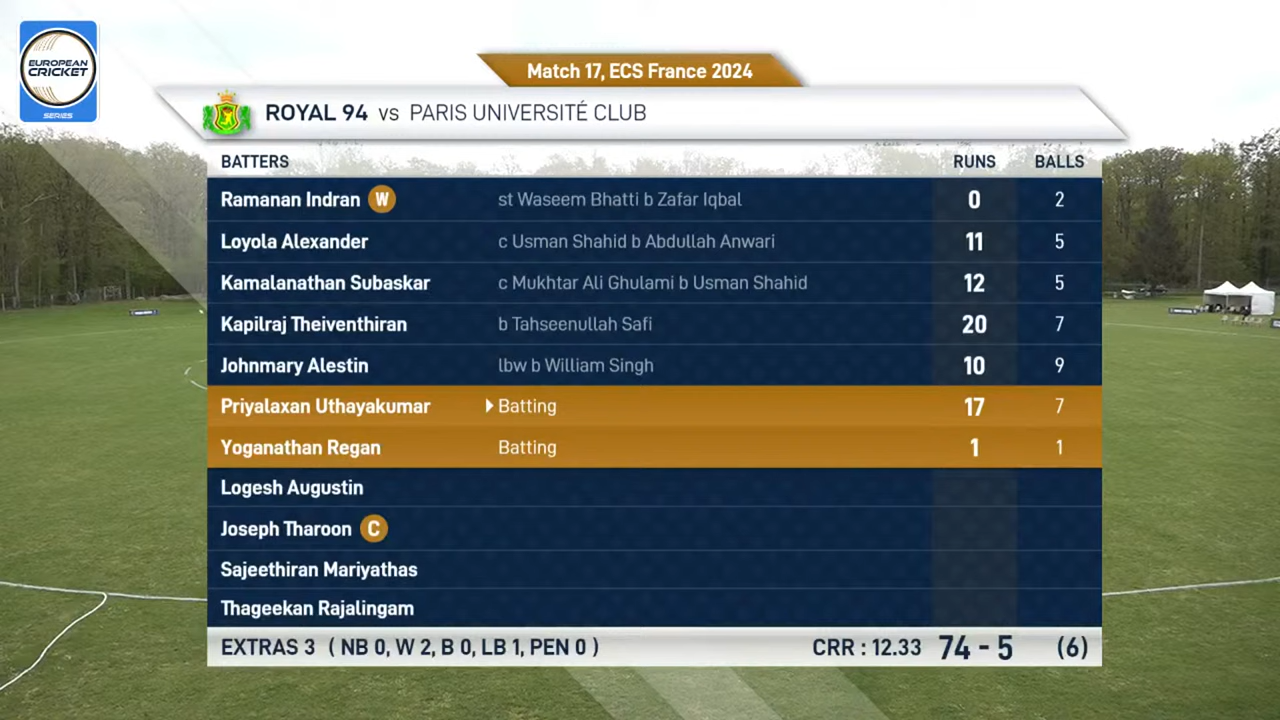 EUROPEAN
CRICKET
SERIES
Match 17, ECS France 2024
ROYAL 94 vs PARIS UNIVERSITÉ CLUB
BATTERS RUNS BALLS
Ramanan Indran W st Waseem Bhatti b Zafar Iqbal 0 2
Loyola Alexander c Usman Shahid b Abdullah Anwari 11 5
Kamalanathan Subaskar c Mukhtar Ali Ghulami b Usman Shahid 12 5
Kapilraj Theiventhiran b Tahseenullah Safi 20 7
Johnmary Alestin lbw b William Singh 10 9
Priyalaxan Uthayakumar Batting 17 7
Yoganathan Regan Batting 1 1
Logesh Augustin
Joseph Tharoon C
Sajeethiran Mariyathas
Thageekan Rajalingam
EXTRAS 3 ( NB 0, W 2, B 0, LB 1, PEN 0 ) CRR : 12.33 74 - 5 (6)